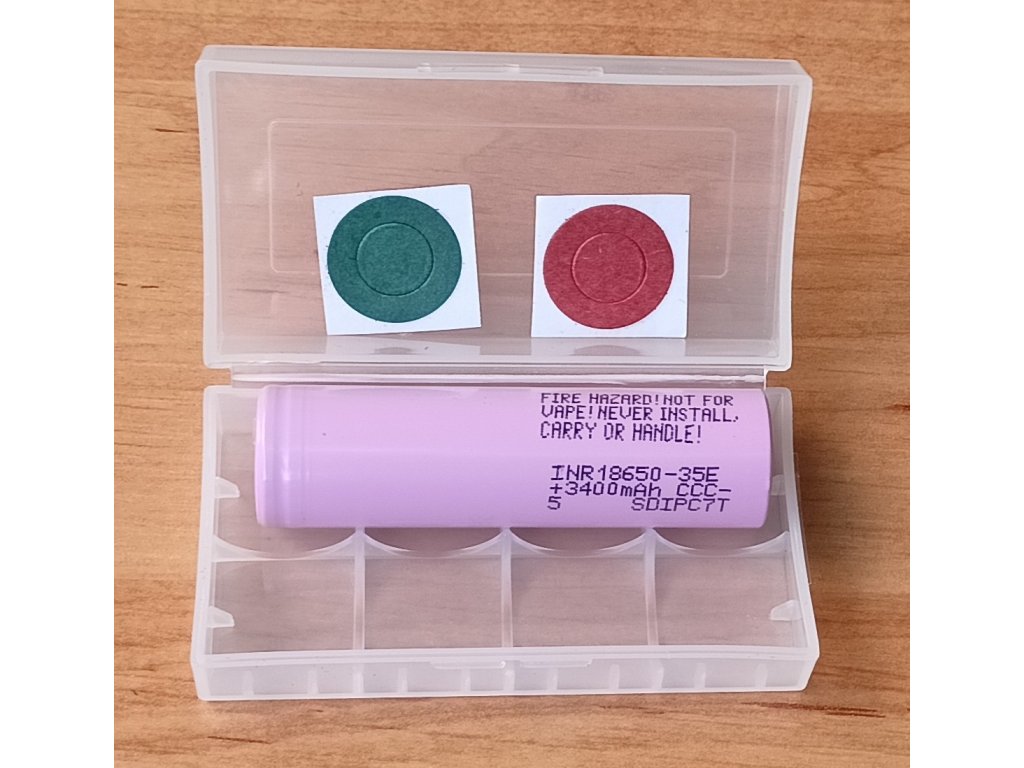 FIRE HAZARD!NOT FOR
VAPE!NEVER INSTALL,
CARRY OR HANDLE!
INR18650-35E
+3400mAh CCC-
5 SDIPC7T